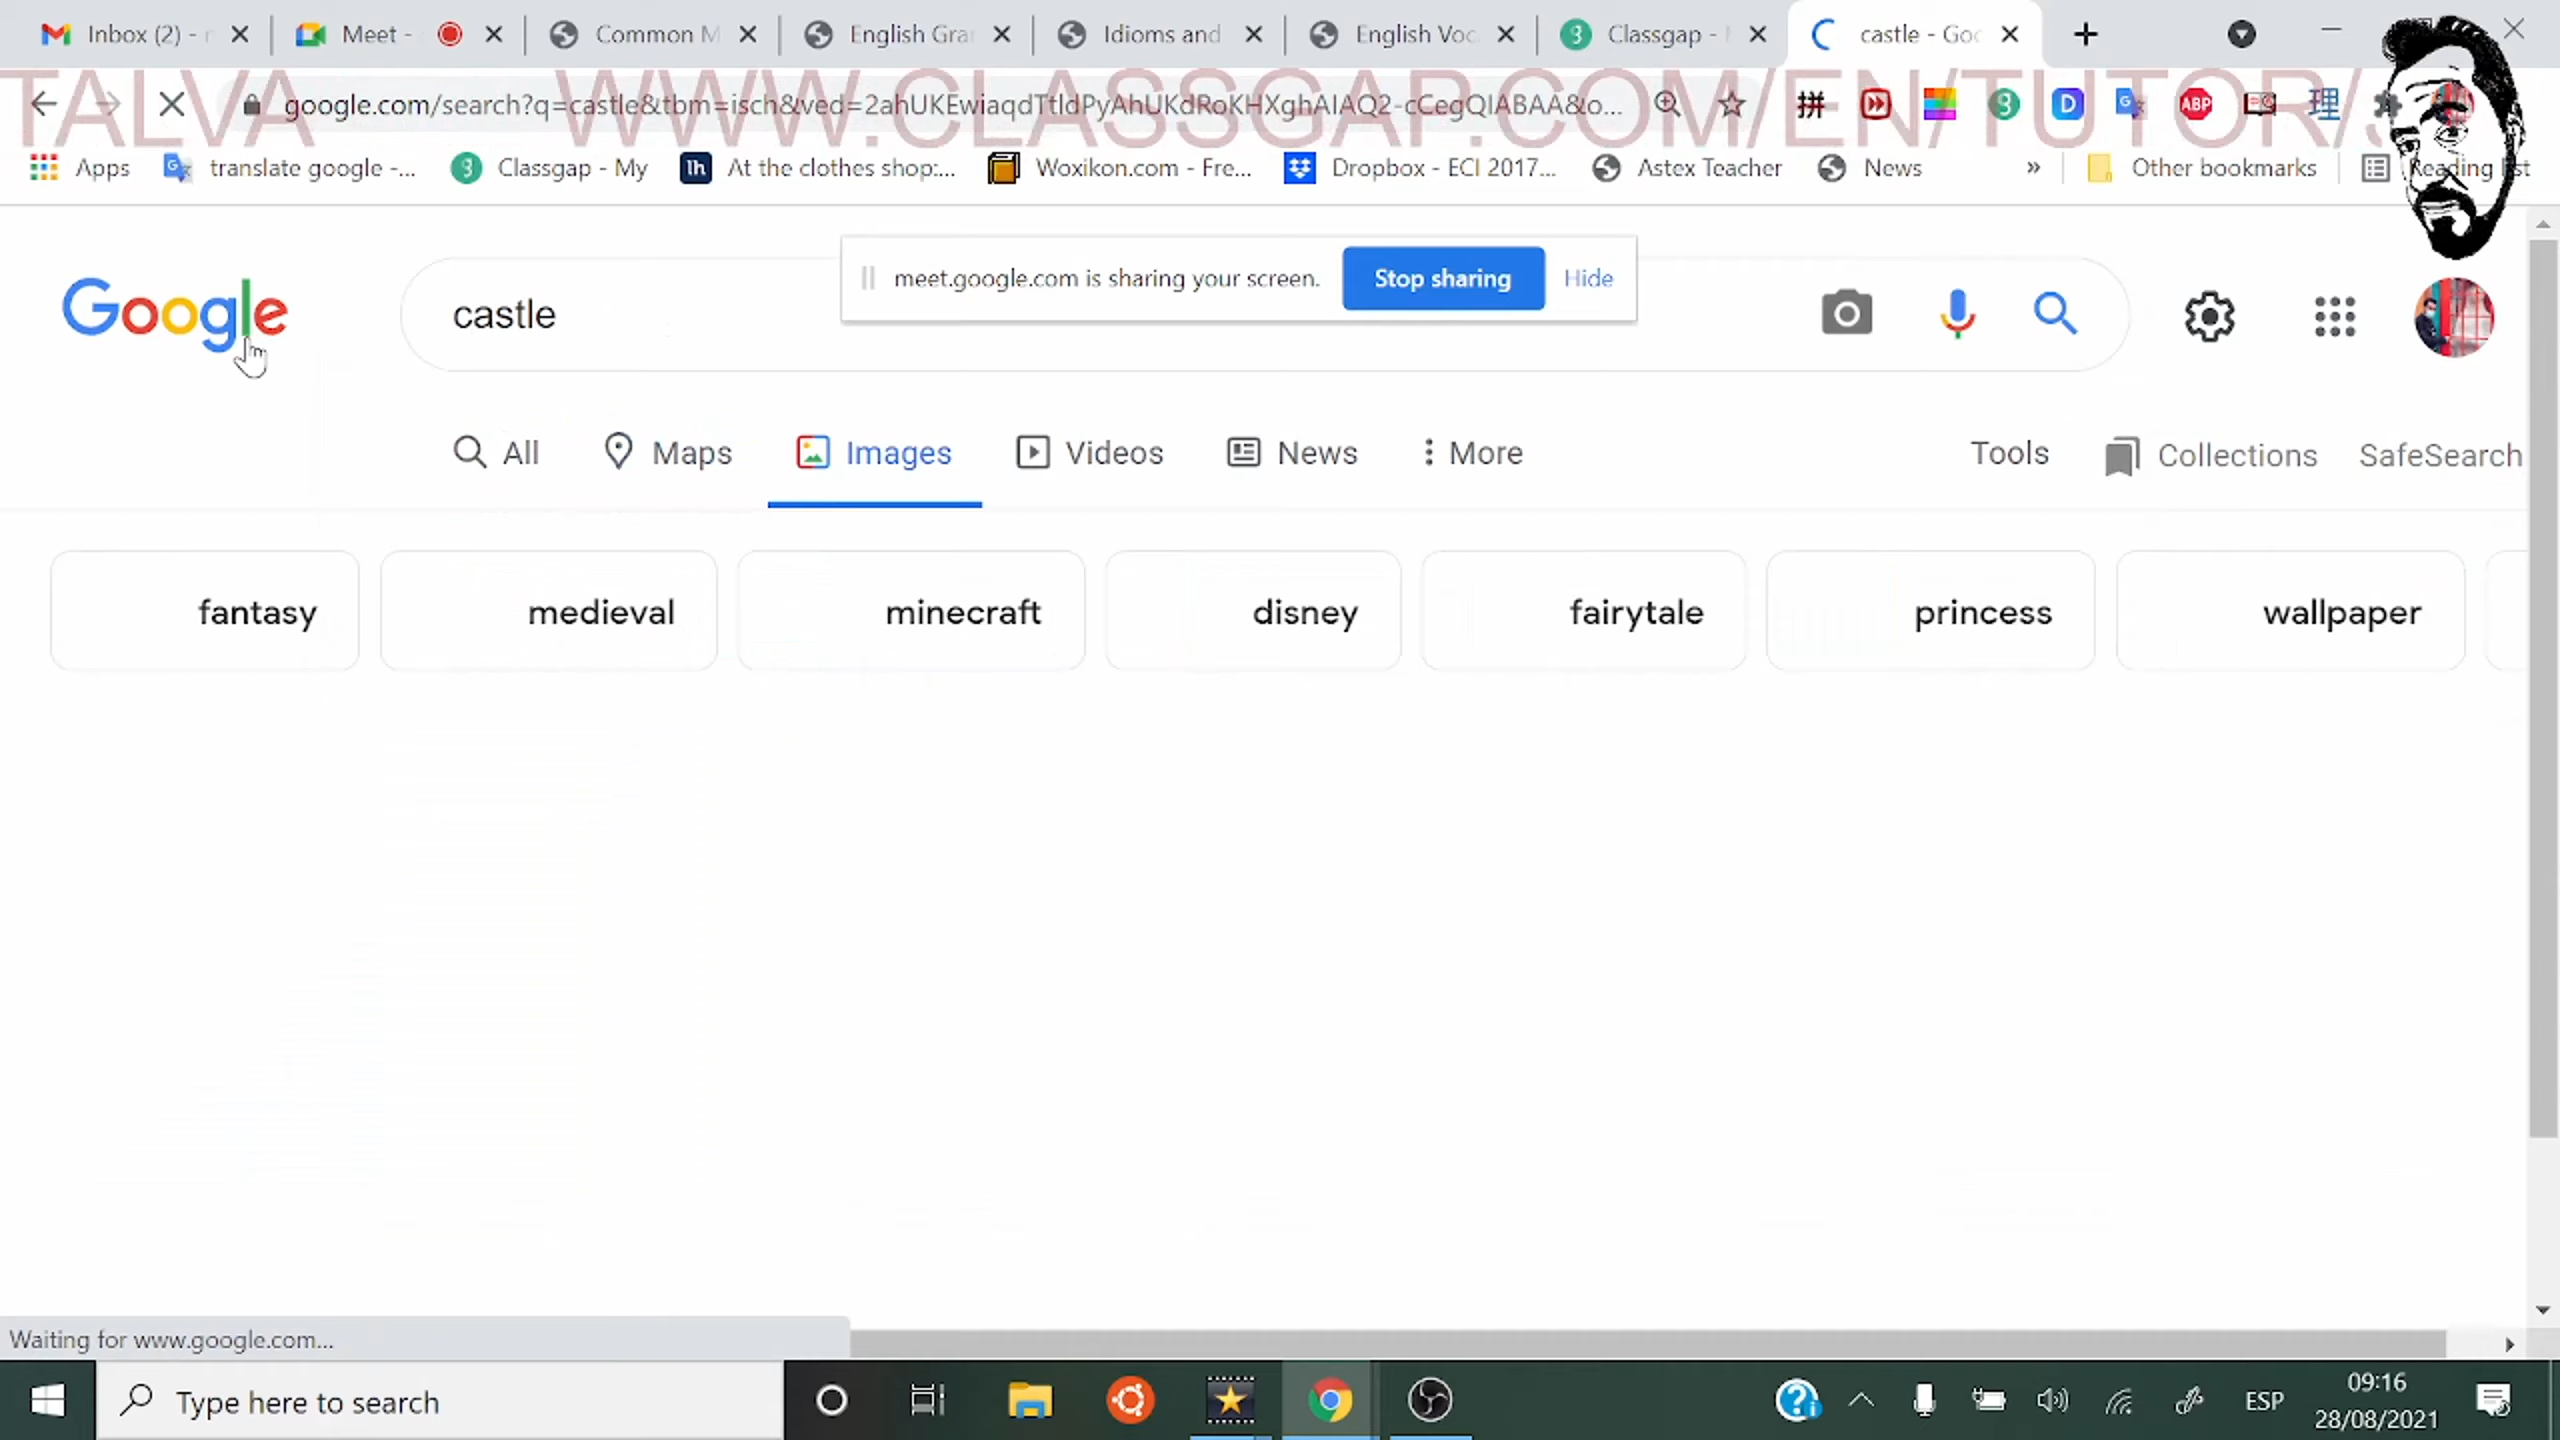 Inbox (2) -
Meet -
Common M
English Gra
Idioms and
English Voc
Classgap -
castle - Goo
TALVA WWW.CLASSGAP.COM/EN/TUTOR/
google.com/search?q=castle&tbm=isch&ved=2ahUKEwiaqdTtldPyAhUKdRoKHXghAIAQ2-cCegQIABAA&o...
ABP
Apps
translate google -...
Classgap - My
lh
At the clothes shop:...
Woxikon.com - Fre...
Dropbox - ECI 2017...
Astex Teacher
News
»
Other bookmarks
Reading list
meet.google.com is sharing your screen.
Stop sharing
Hide
Google
castle
All
Maps
Images
Videos
News
More
Tools
Collections
SafeSearch
fantasy
medieval
minecraft
disney
fairytale
princess
wallpaper
Waiting for www.google.com...
Type here to search
ESP
09:16
28/08/2021